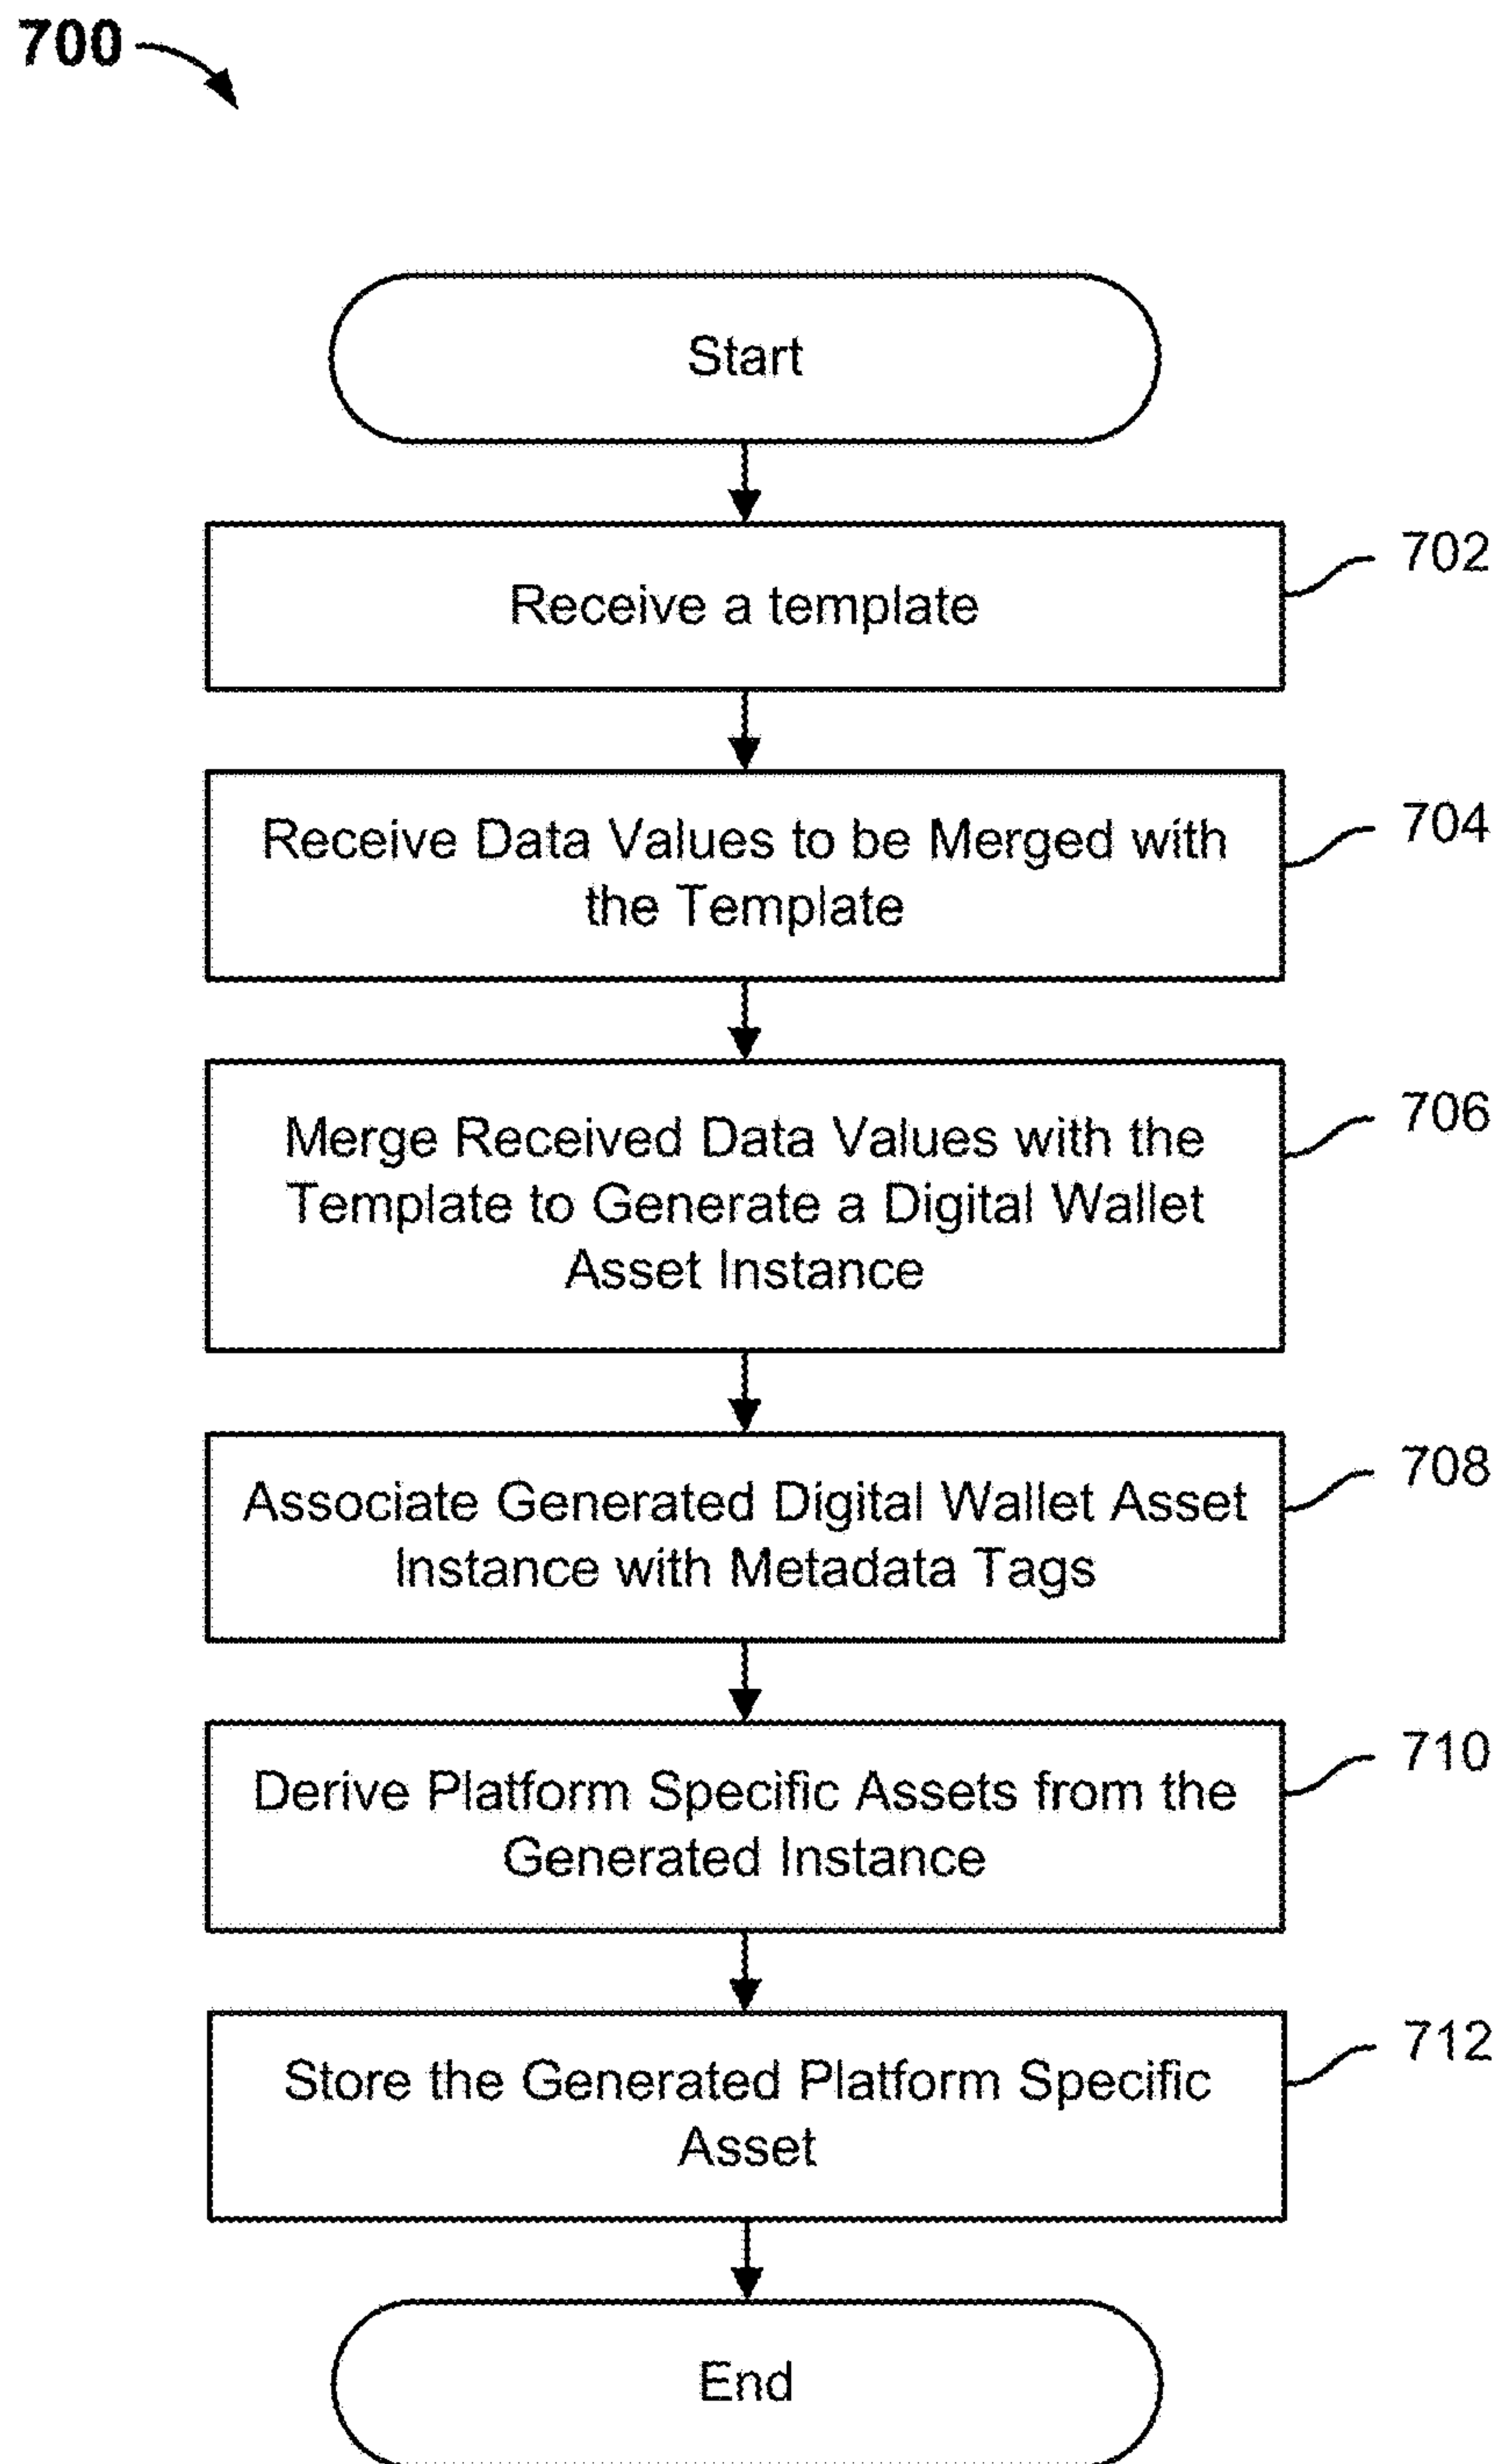 700
Start
Receive a template
702
Receive Data Values to be Merged with
the Template
704
Merge Received Data Values with the
Template to Generate a Digital Wallet
Asset Instance
706
Associate Generated Digital Wallet Asset
Instance with Metadata Tags
708
Derive Platform Specific Assets from the
Generated Instance
710
Store the Generated Platform Specific
Asset
712
End